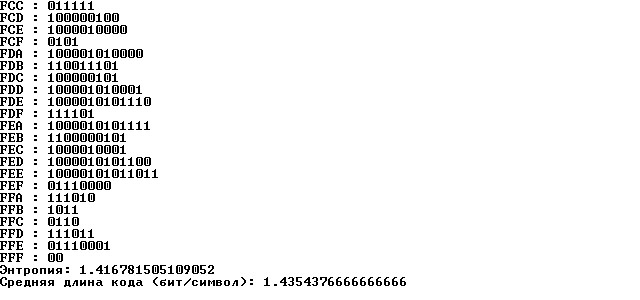 FCC : 011111
FCD : 100000100
FCE : 1000010000
FCF : 0101
FDA : 100001010000
FDB : 110011101
FDC : 100000101
FDD : 100001010001
FDE : 1000010101110
FDF : 111101
FEA : 1000010101111
FEB : 1100000101
FEC : 1000010001
FED : 1000010101100
FEE : 10000101011011
FEF : 01110000
FFA : 111010
FFB : 1011
FFC : 0110
FFD : 111011
FFE : 01110001
FFF : 00
Энтропия: 1.416781505109052
Средняя длина кода (бит/символ): 1.4354376666666666